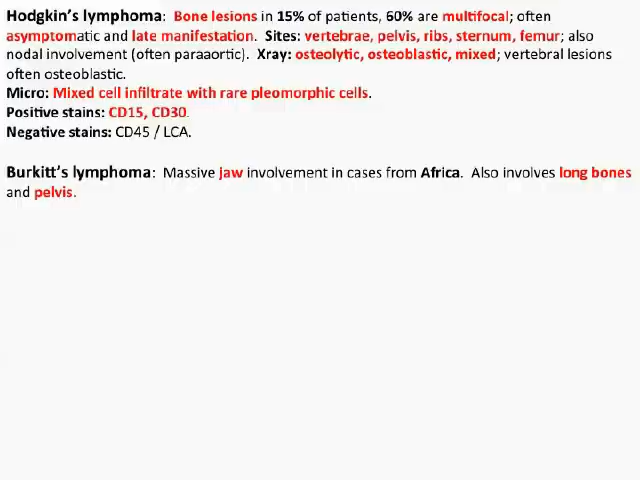 Hodgkin's lymphoma: Bone lesions in 15% of patients, 60% are multifocal; often
asymptomatic and late manifestation. Sites: vertebrae, pelvis, ribs, sternum, femur; also
nodal involvement (often paraaortic). Xray: osteolytic, osteoblastic, mixed; vertebral lesions
often osteoblastic.
Micro: Mixed cell infiltrate with rare pleomorphic cells.
Positive stains: CD15, CD30.
Negative stains: CD45 / LCA.
Burkitt's lymphoma: Massive jaw involvement in cases from Africa. Also involves long bones
and pelvis.